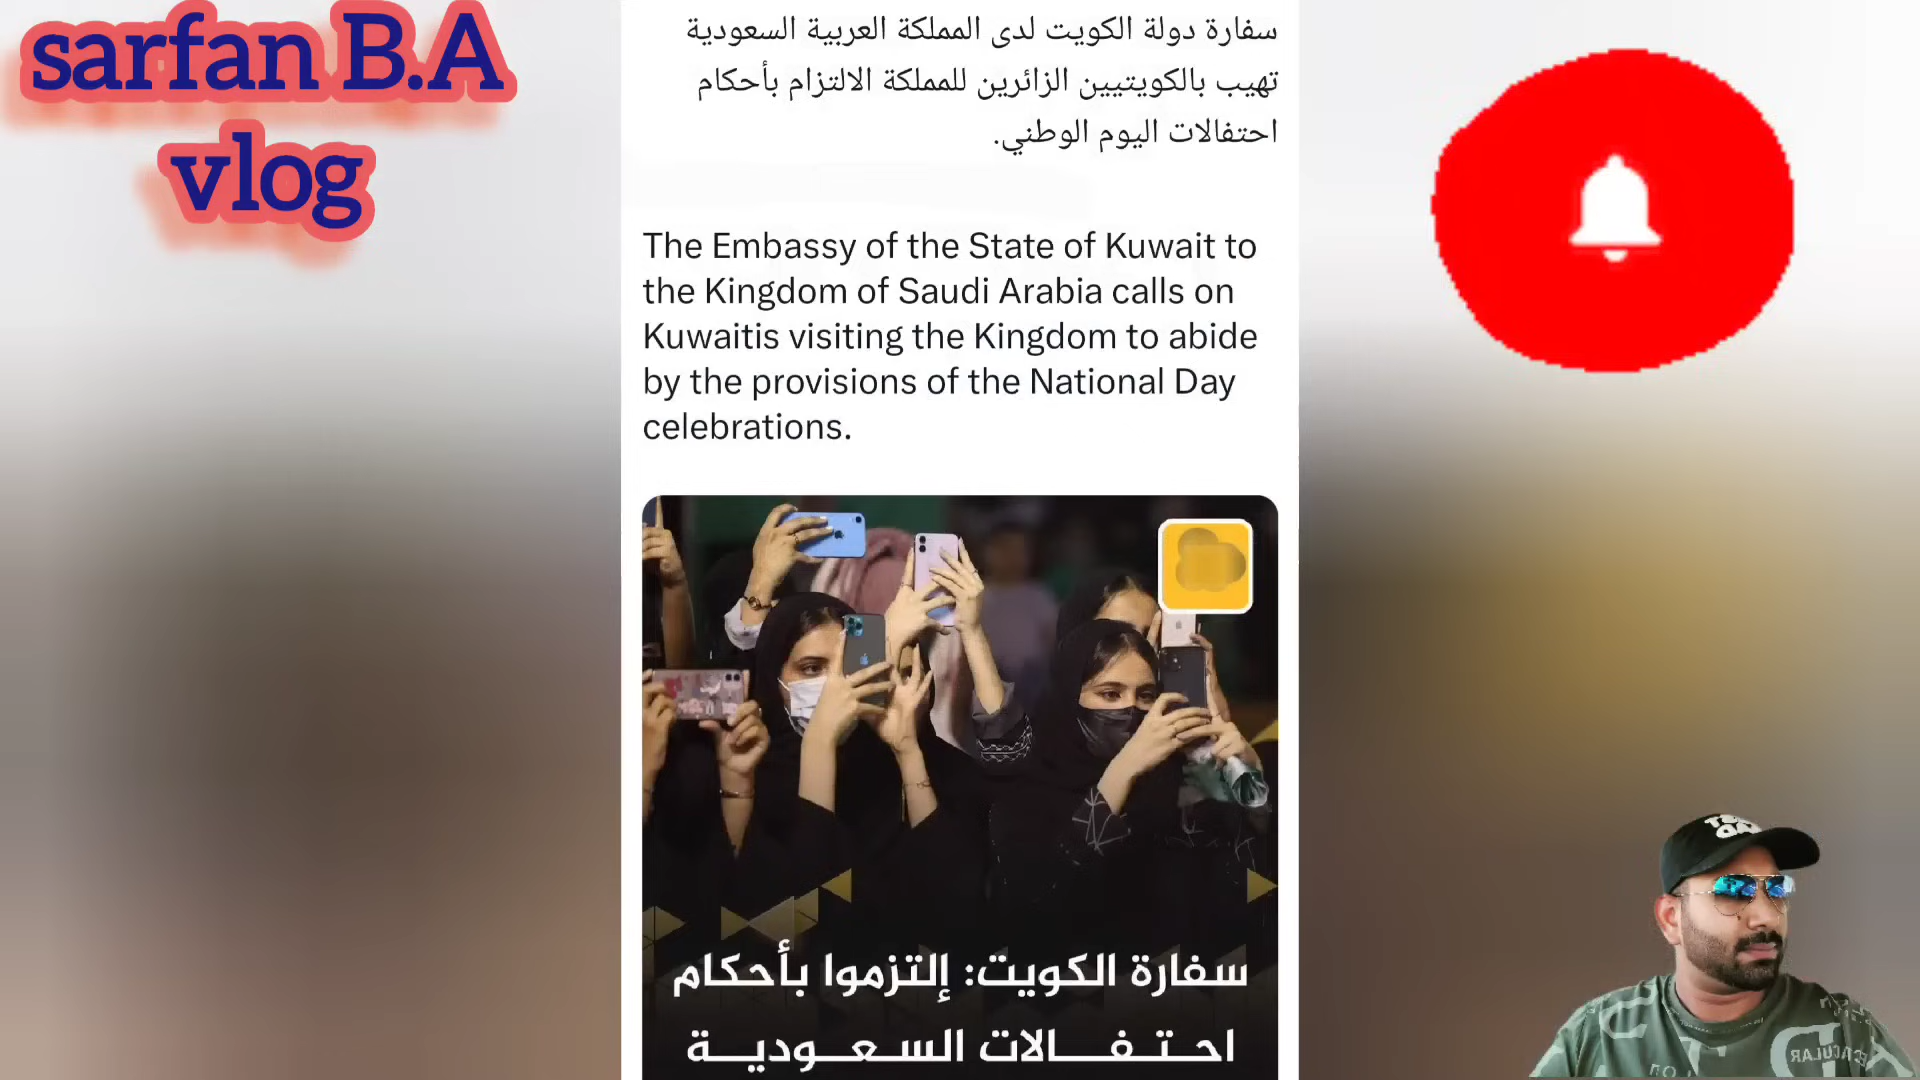 sarfan B.A
vlog
سفارة دولة الكويت لدى المملكة العربية السعودية
تهيب بالكويتيين الزائرين للمملكة الالتزام بأحكام
احتفالات اليوم الوطني.
The Embassy of the State of Kuwait to
the Kingdom of Saudi Arabia calls on
Kuwaitis visiting the Kingdom to abide
by the provisions of the National Day
celebrations.
سفارة الكويت: إلتزموا بأحكام
احـتـفـــالات السـعـوديـــة